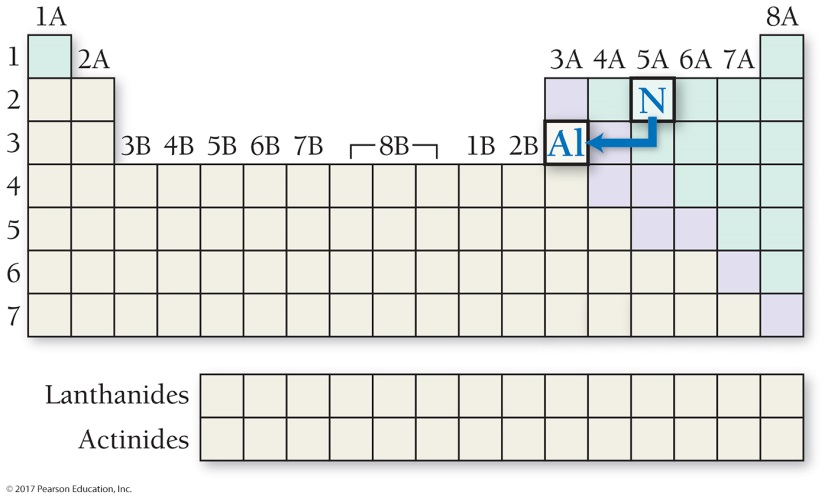 1A 8A
1 2A 3A 4A 5A 6A 7A
2 N
3 3B 4B 5B 6B 7B 8B 1B 2B Al
4
5
6
7
Lanthanides
Actinides
© 2017 Pearson Education, Inc.